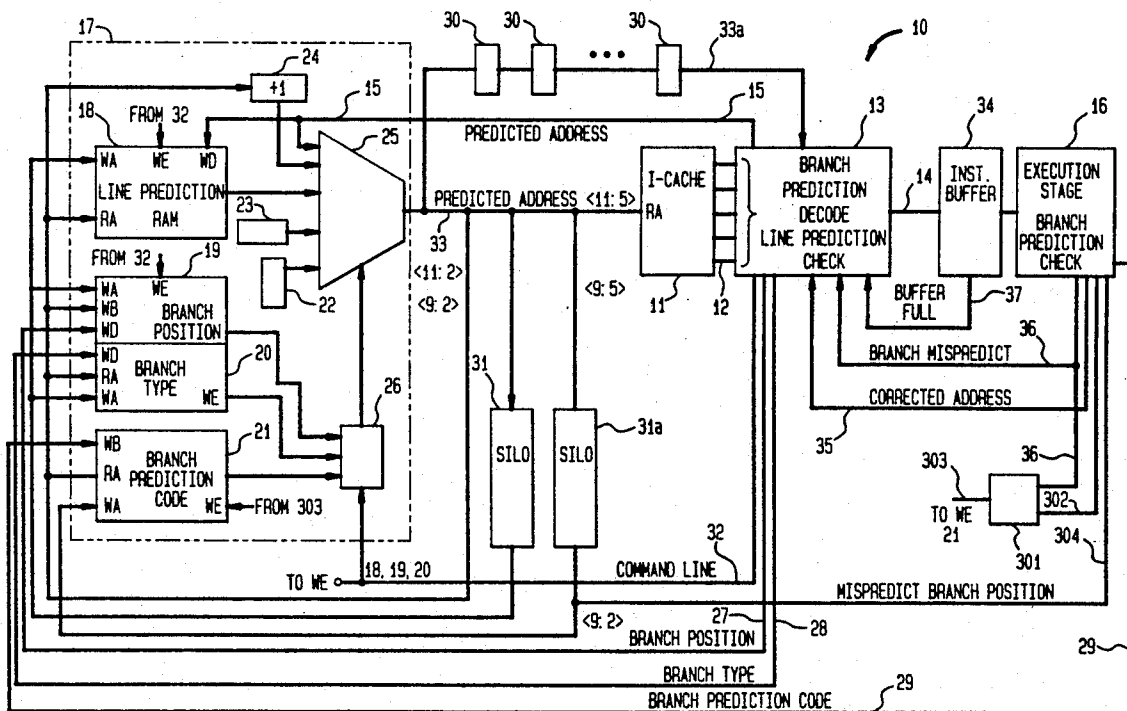 17
30
30
30
33a
10
24
+1
15
15
13
34
16
FROM 32
18
25
PREDICTED ADDRESS
WA WE WD
LINE PREDICTION
RAM
RA
23
22
PREDICTED ADDRESS <11:5>
33
<11:2>
<9:2>
<9:5>
I-CACHE
RA
11
12
BRANCH
PREDICTION
DECODE
LINE PREDICTION
CHECK
14
INST.
BUFFER
EXECUTION
STAGE
BRANCH
PREDICTION
CHECK
BUFFER
FULL
37
FROM 32
19
WE
WA
WB
WD
BRANCH
POSITION
WD
RA
WA
BRANCH
TYPE
WE
20
26
21
WB
RA
WA
BRANCH
PREDICTION
CODE
WE
FROM 303
31
SILO
31a
SILO
BRANCH MISPREDICT
36
CORRECTED ADDRESS
35
36
303
302
TO WE
21
301
304
TO WE
18, 19, 20
COMMAND LINE
32
MISPREDICT BRANCH POSITION
<9:2>
27
28
BRANCH POSITION
BRANCH TYPE
BRANCH PREDICTION CODE
29
29